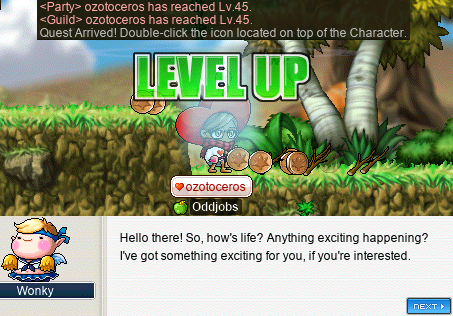 <Party> ozotoceros has reached Lv.45.
<Guild> ozotoceros has reached Lv.45.
Quest Arrived! Double-click the icon located on top of the Character.
LEVEL UP
ozotoceros
Oddjobs
Hello there! So, how's life? Anything exciting happening?
I've got something exciting for you, if you're interested.
Wonky
NEXT